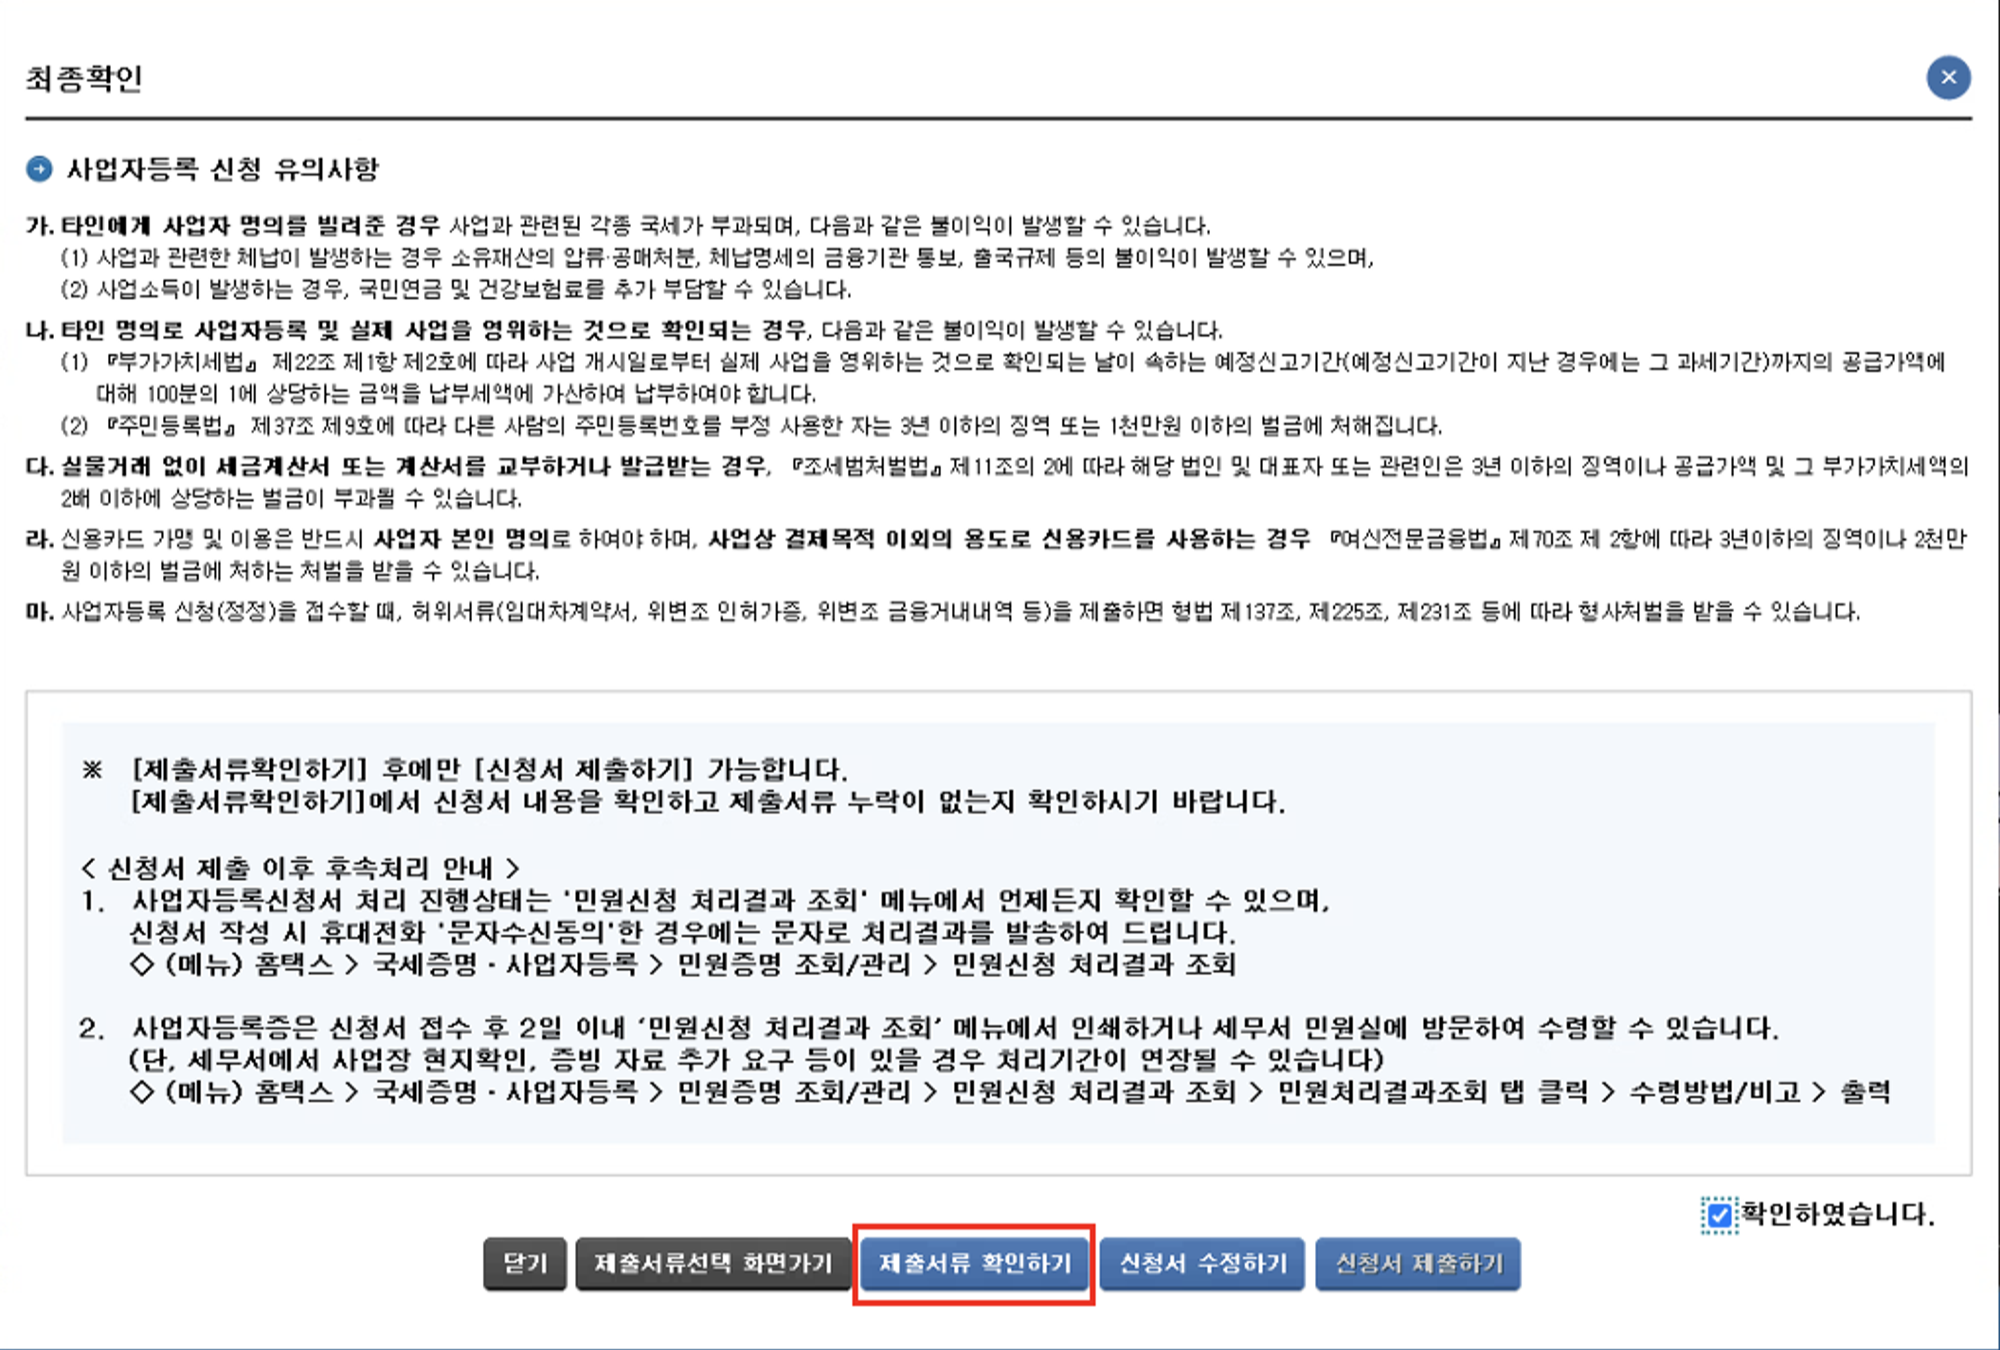 최종확인
사업자등록 신청 유의사항
가. 타인에게 사업자 명의를 빌려준 경우 사업과 관련된 각종 국세가 부과되며, 다음과 같은 불이익이 발생할 수 있습니다.
(1) 사업과 관련한 체납이 발생하는 경우 소유재산의 압류·공매처분, 체납명세의 금융기관 통보, 출국규제 등의 불이익이 발생할 수 있으며,
(2) 사업소득이 발생하는 경우, 국민연금 및 건강보험료를 추가 부담할 수 있습니다.
나. 타인 명의로 사업자등록 및 실제 사업을 영위하는 것으로 확인되는 경우, 다음과 같은 불이익이 발생할 수 있습니다.
(1) 『부가가치세법』 제22조 제1항 제2호에 따라 사업 개시일로부터 실제 사업을 영위하는 것으로 확인되는 날이 속하는 예정신고기간(예정신고기간이 지난 경우에는 그 과세기간)까지의 공급가액에
대해 100분의 1에 상당하는 금액을 납부세액에 가산하여 납부하여야 합니다.
(2) 『주민등록법』 제37조 제9호에 따라 다른 사람의 주민등록번호를 부정 사용한 자는 3년 이하의 징역 또는 1천만원 이하의 벌금에 처해집니다.
다. 실물거래 없이 세금계산서 또는 계산서를 교부하거나 발급받는 경우, 『조세범처벌법』 제11조의 2에 따라 해당 법인 및 대표자 또는 관련인은 3년 이하의 징역이나 공급가액 및 그 부가가치세액의
2배 이하에 상당하는 벌금이 부과될 수 있습니다.
라. 신용카드 가맹 및 이용은 반드시 사업자 본인 명의로 하여야 하며, 사업상 결제목적 이외의 용도로 신용카드를 사용하는 경우 『여신전문금융법』 제70조 제 2항에 따라 3년이하의 징역이나 2천만
원 이하의 벌금에 처하는 처벌을 받을 수 있습니다.
마. 사업자등록 신청(정정)을 접수할 때, 허위서류(임대차계약서, 위변조 인허가증, 위변조 금융거내내역 등)을 제출하면 형법 제137조, 제225조, 제231조 등에 따라 형사처벌을 받을 수 있습니다.
※ [제출서류확인하기] 후에만 [신청서 제출하기] 가능합니다.
[제출서류확인하기]에서 신청서 내용을 확인하고 제출서류 누락이 없는지 확인하시기 바랍니다.
< 신청서 제출 이후 후속처리 안내 >
1. 사업자등록신청서 처리 진행상태는 '민원신청 처리결과 조회' 메뉴에서 언제든지 확인할 수 있으며,
신청서 작성 시 휴대전화 '문자수신동의'한 경우에는 문자로 처리결과를 발송하여 드립니다.
◇ (메뉴) 홈택스 > 국세증명·사업자등록 > 민원증명 조회/관리 > 민원신청 처리결과 조회
2. 사업자등록증은 신청서 접수 후 2일 이내 '민원신청 처리결과 조회' 메뉴에서 인쇄하거나 세무서 민원실에 방문하여 수령할 수 있습니다.
(단, 세무서에서 사업장 현지확인, 증빙 자료 추가 요구 등이 있을 경우 처리기간이 연장될 수 있습니다)
◇ (메뉴) 홈택스 > 국세증명·사업자등록 > 민원증명 조회/관리 > 민원신청 처리결과 조회 > 민원처리결과조회 탭 클릭 > 수령방법/비고 > 출력
확인하였습니다.
닫기 제출서류선택 화면가기 제출서류 확인하기 신청서 수정하기 신청서 제출하기